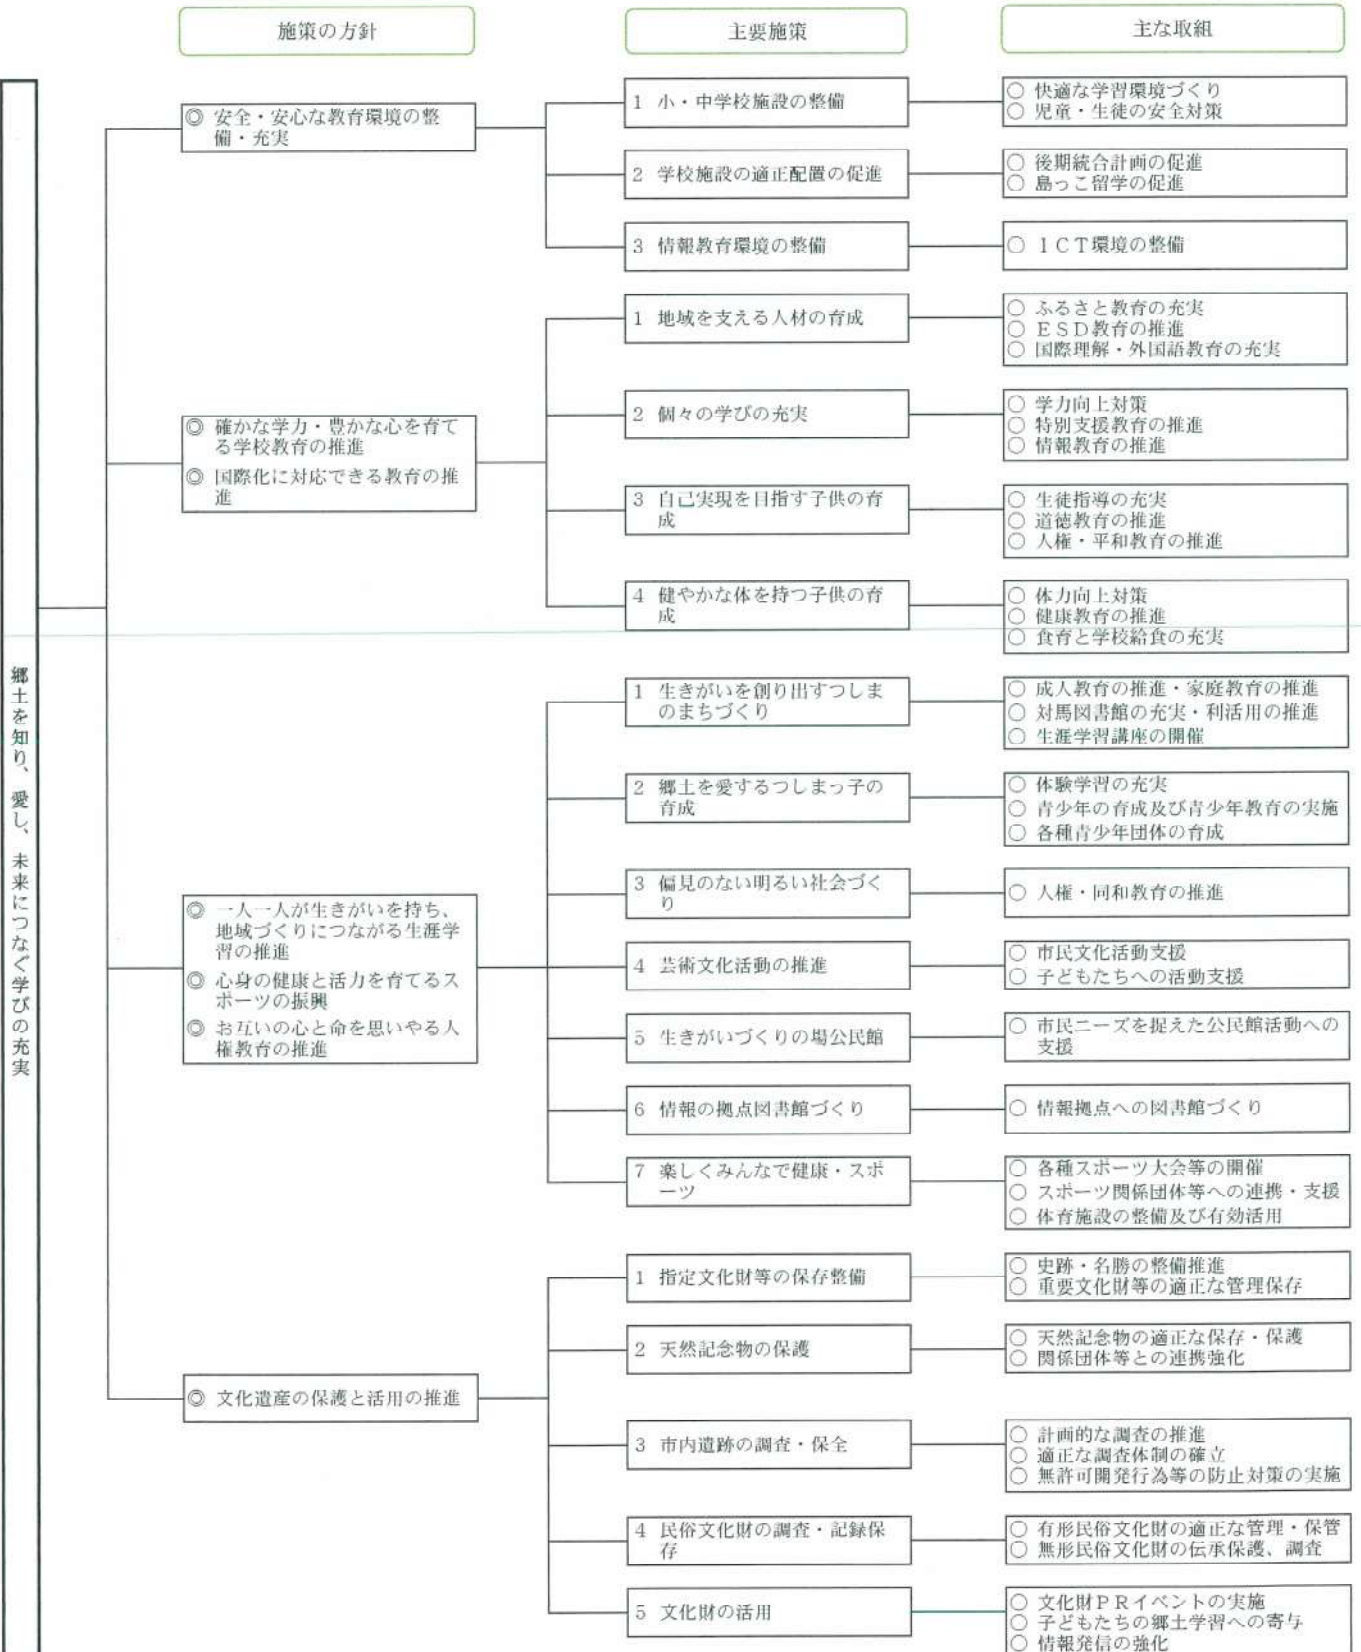 施策の方針
主要施策
主な取組
郷土を知り、愛し、未来につなぐ学びの充実
◎ 安全・安心な教育環境の整
備・充実
1 小・中学校施設の整備
○ 快適な学習環境づくり
○ 児童・生徒の安全対策
2 学校施設の適正配置の促進
○ 後期統合計画の促進
○ 島っこ留学の促進
3 情報教育環境の整備
○ ICT環境の整備
◎ 確かな学力・豊かな心を育て
る学校教育の推進
◎ 国際化に対応できる教育の推
進
1 地域を支える人材の育成
○ ふるさと教育の充実
○ ESD教育の推進
○ 国際理解・外国語教育の充実
2 個々の学びの充実
○ 学力向上対策
○ 特別支援教育の推進
○ 情報教育の推進
3 自己実現を目指す子供の育
成
○ 生徒指導の充実
○ 道徳教育の推進
○ 人権・平和教育の推進
4 健やかな体を持つ子供の育
成
○ 体力向上対策
○ 健康教育の推進
○ 食育と学校給食の充実
◎ 一人一人が生きがいを持ち、
地域づくりにつながる生涯学
習の推進
◎ 心身の健康と活力を育てるス
ポーツの振興
◎ お互いの心と命を思いやる人
権教育の推進
1 生きがいを創り出すつしま
のまちづくり
○ 成人教育の推進・家庭教育の推進
○ 対馬図書館の充実・利活用の推進
○ 生涯学習講座の開催
2 郷土を愛するつしまっ子の
育成
○ 体験学習の充実
○ 青少年の育成及び青少年教育の実施
○ 各種青少年団体の育成
3 偏見のない明るい社会づく
り
○ 人権・同和教育の推進
4 芸術文化活動の推進
○ 市民文化活動支援
○ 子どもたちへの活動支援
5 生きがいづくりの場公民館
○ 市民ニーズを捉えた公民館活動への
支援
6 情報の拠点図書館づくり
○ 情報拠点への図書館づくり
7 楽しくみんなで健康・スポ
ーツ
○ 各種スポーツ大会等の開催
○ スポーツ関係団体等への連携・支援
○ 体育施設の整備及び有効活用
◎ 文化遺産の保護と活用の推進
1 指定文化財等の保存整備
○ 史跡・名勝の整備推進
○ 重要文化財等の適正な管理保存
2 天然記念物の保護
○ 天然記念物の適正な保存・保護
○ 関係団体等との連携強化
3 市内遺跡の調査・保全
○ 計画的な調査の推進
○ 適正な調査体制の確立
○ 無許可開発行為等の防止対策の実施
4 民俗文化財の調査・記録保
存
○ 有形民俗文化財の適正な管理・保管
○ 無形民俗文化財の伝承保護、調査
5 文化財の活用
○ 文化財PRイベントの実施
○ 子どもたちの郷土学習への寄与
○ 情報発信の強化